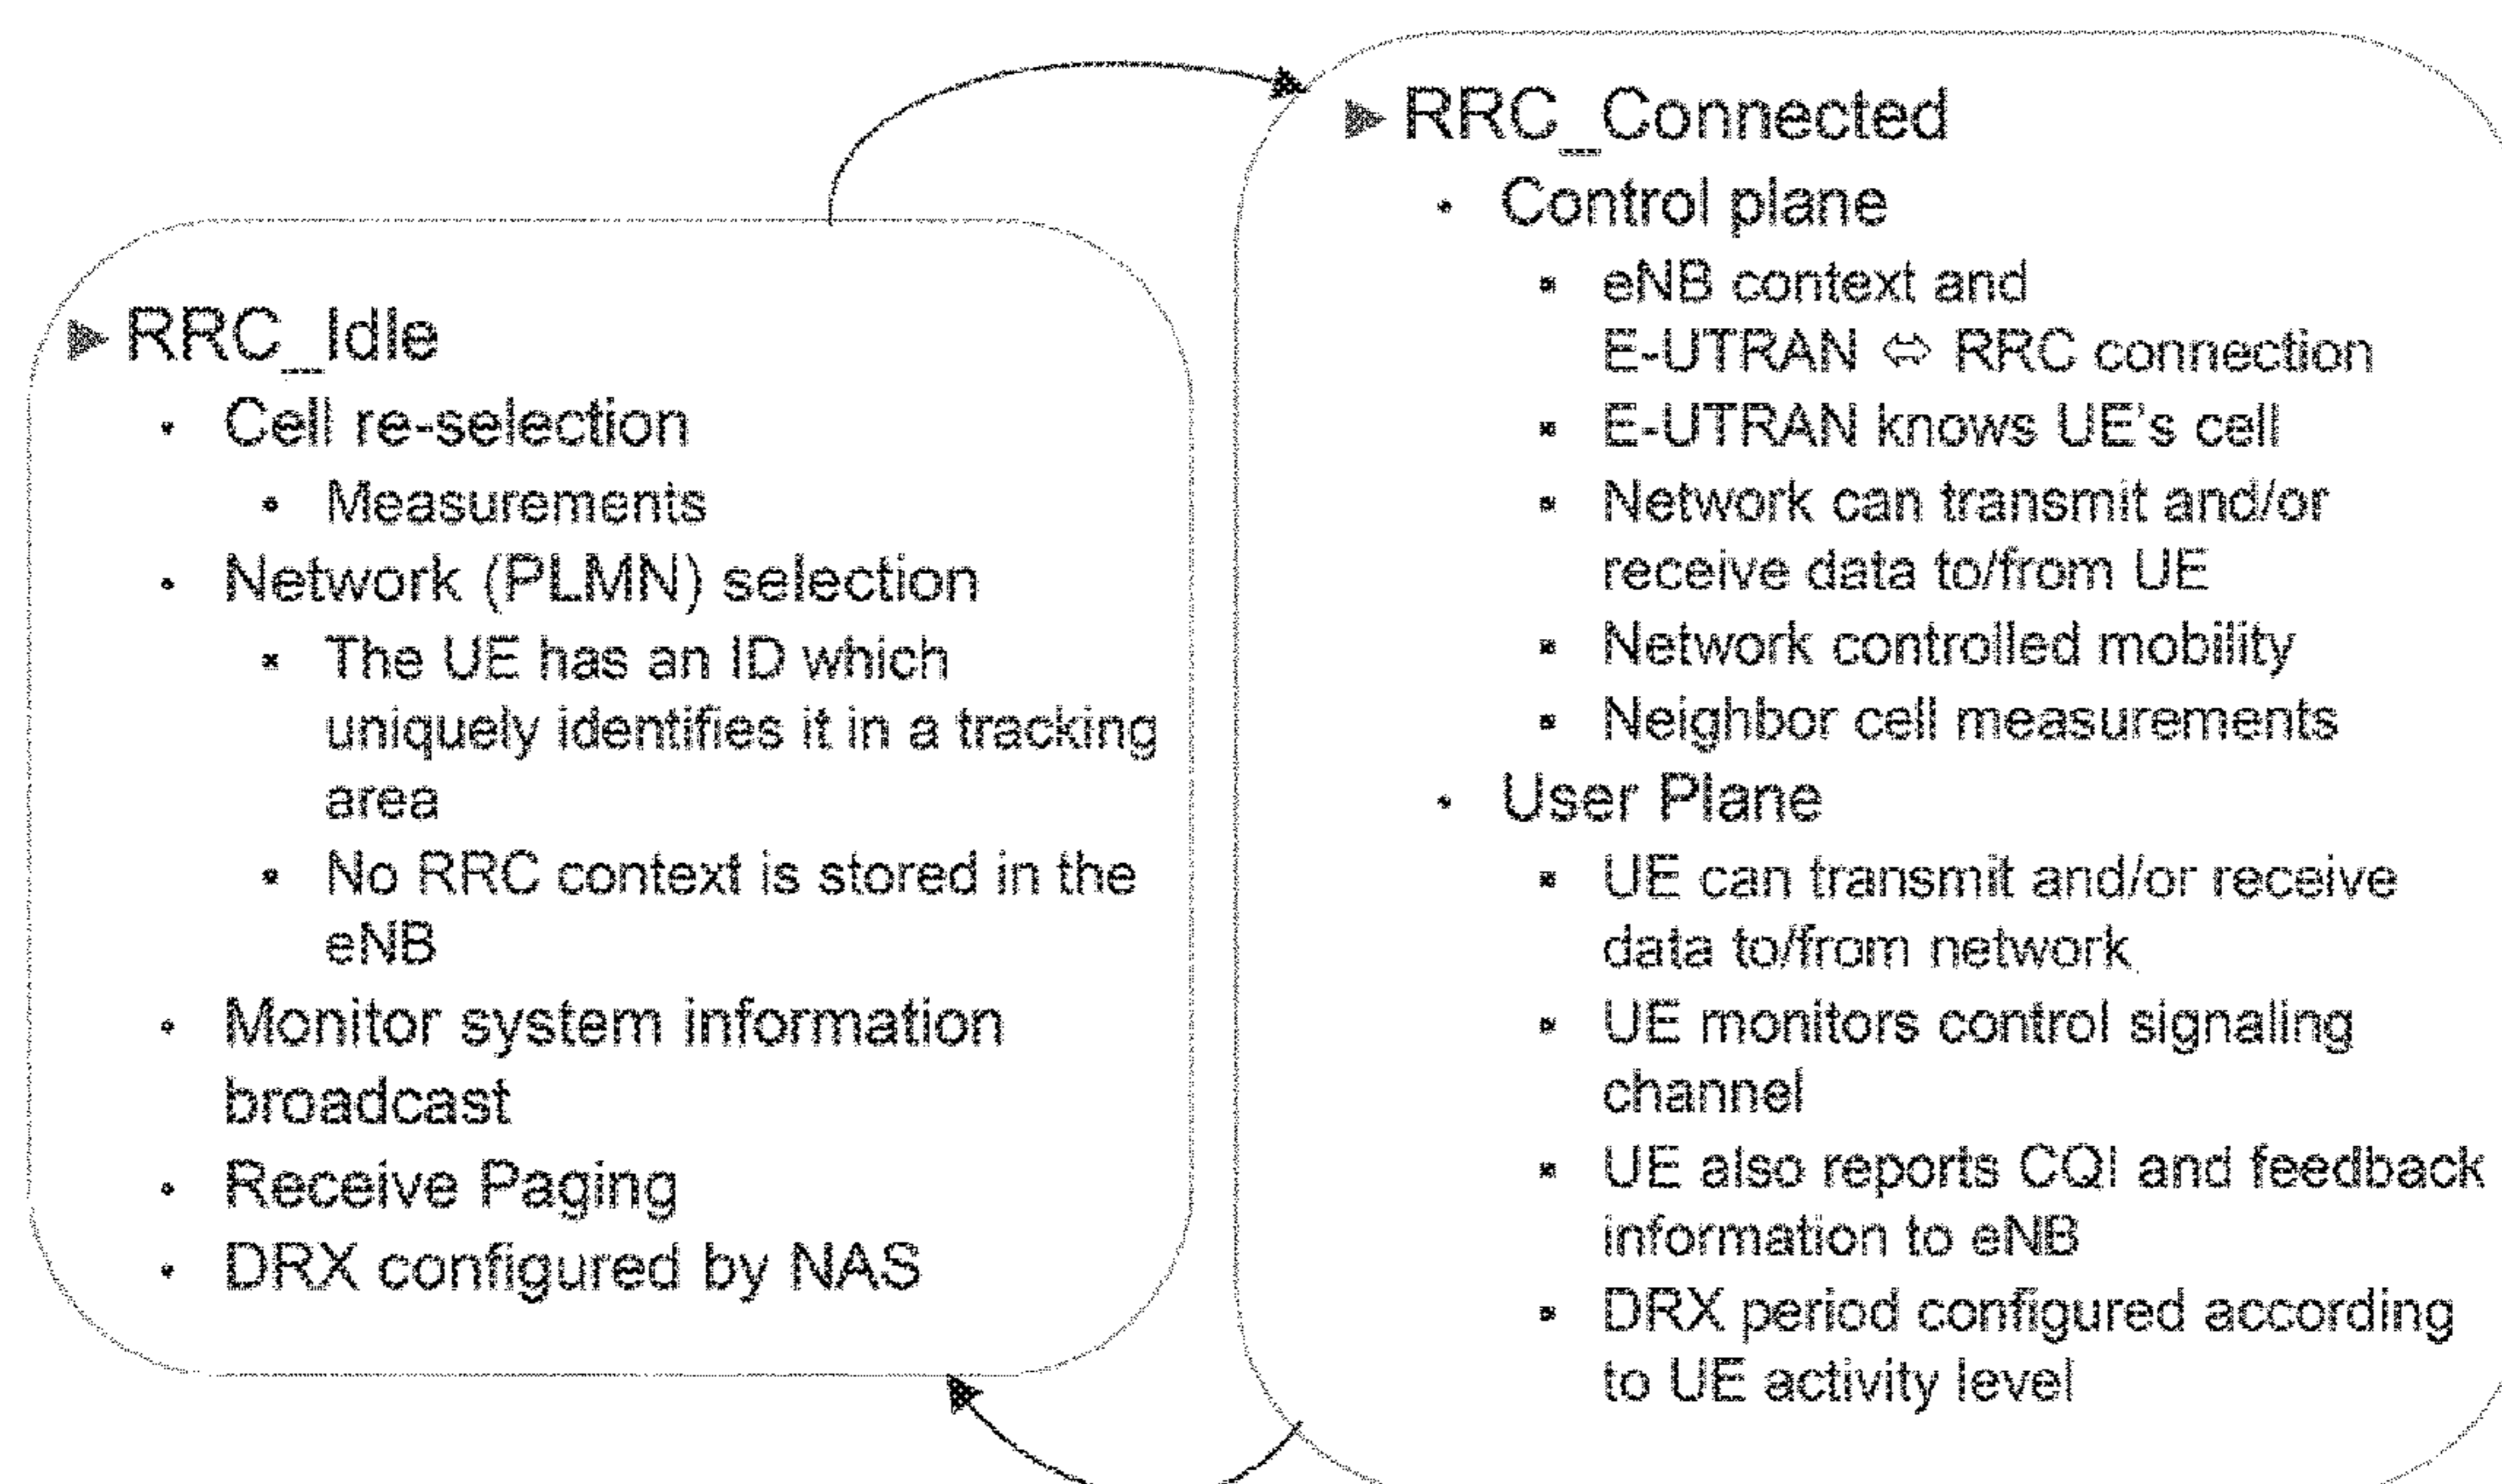 ► RRC_Idle
• Cell re-selection
▪ Measurements
• Network (PLMN) selection
▪ The UE has an ID which
uniquely identifies it in a tracking
area
▪ No RRC context is stored in the
eNB
• Monitor system information
broadcast
• Receive Paging
• DRX configured by NAS
► RRC_Connected
• Control plane
▪ eNB context and
E-UTRAN ⇔ RRC connection
▪ E-UTRAN knows UE's cell
▪ Network can transmit and/or
receive data to/from UE
▪ Network controlled mobility
▪ Neighbor cell measurements
• User Plane
▪ UE can transmit and/or receive
data to/from network
▪ UE monitors control signaling
channel
▪ UE also reports CQI and feedback
information to eNB
▪ DRX period configured according
to UE activity level